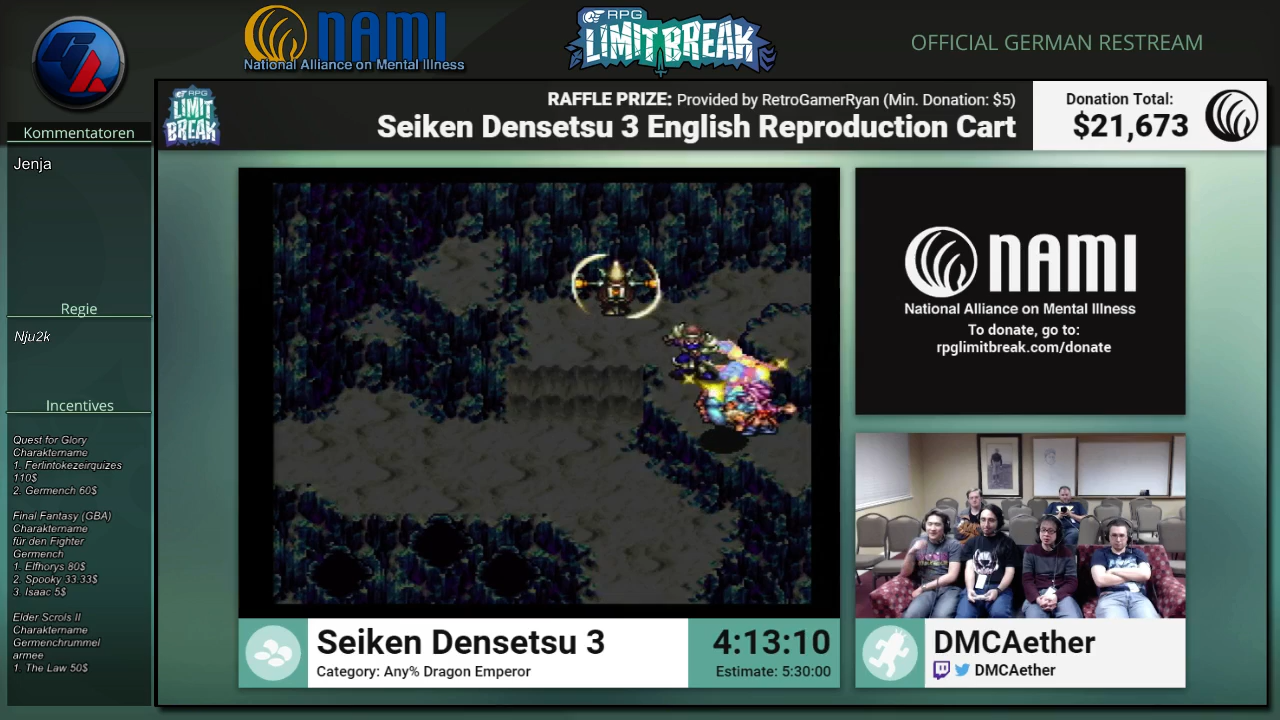 NAMI
National Alliance on Mental Illness
RPG
LIMIT BREAK
OFFICIAL GERMAN RESTREAM
Kommentatoren
Jenja
Regie
Nju2k
Incentives
Quest for Glory
Charaktername
1. Ferlintokezeirquizes
110$
2. Germench 60$
Final Fantasy (GBA)
Charaktername
für den Fighter
Germench
1. Elfhorys 80$
2. Spooky 33.33$
3. Isaac 5$
Elder Scrols II
Charaktername
Germenchrummel
armee
1. The Law 50$
RPG
LIMIT
BREAK
RAFFLE PRIZE: Provided by RetroGamerRyan (Min. Donation: $5)
Seiken Densetsu 3 English Reproduction Cart
Donation Total:
$21,673
NAMI
National Alliance on Mental Illness
To donate, go to:
rpglimitbreak.com/donate
Seiken Densetsu 3
Category: Any% Dragon Emperor
4:13:10
Estimate: 5:30:00
DMCAether
DMCAether